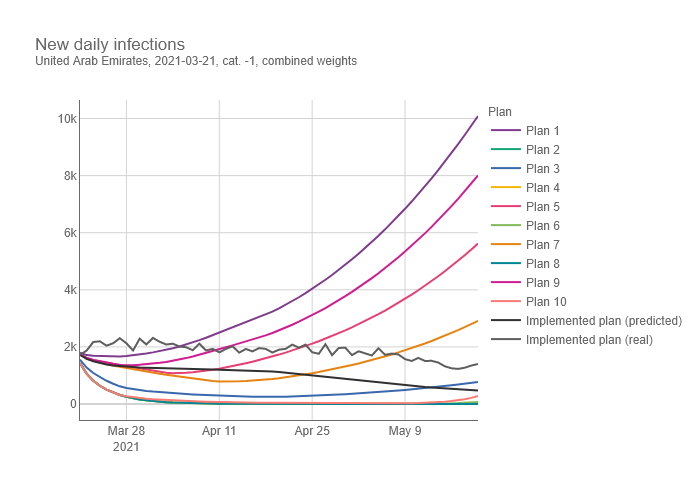 New daily infections
United Arab Emirates, 2021-03-21, cat. -1, combined weights
Plan
10k
8k
6k
4k
2k
0
Mar 28
2021
Apr 11
Apr 25
May 9
Plan 1
Plan 2
Plan 3
Plan 4
Plan 5
Plan 6
Plan 7
Plan 8
Plan 9
Plan 10
Implemented plan (predicted)
Implemented plan (real)